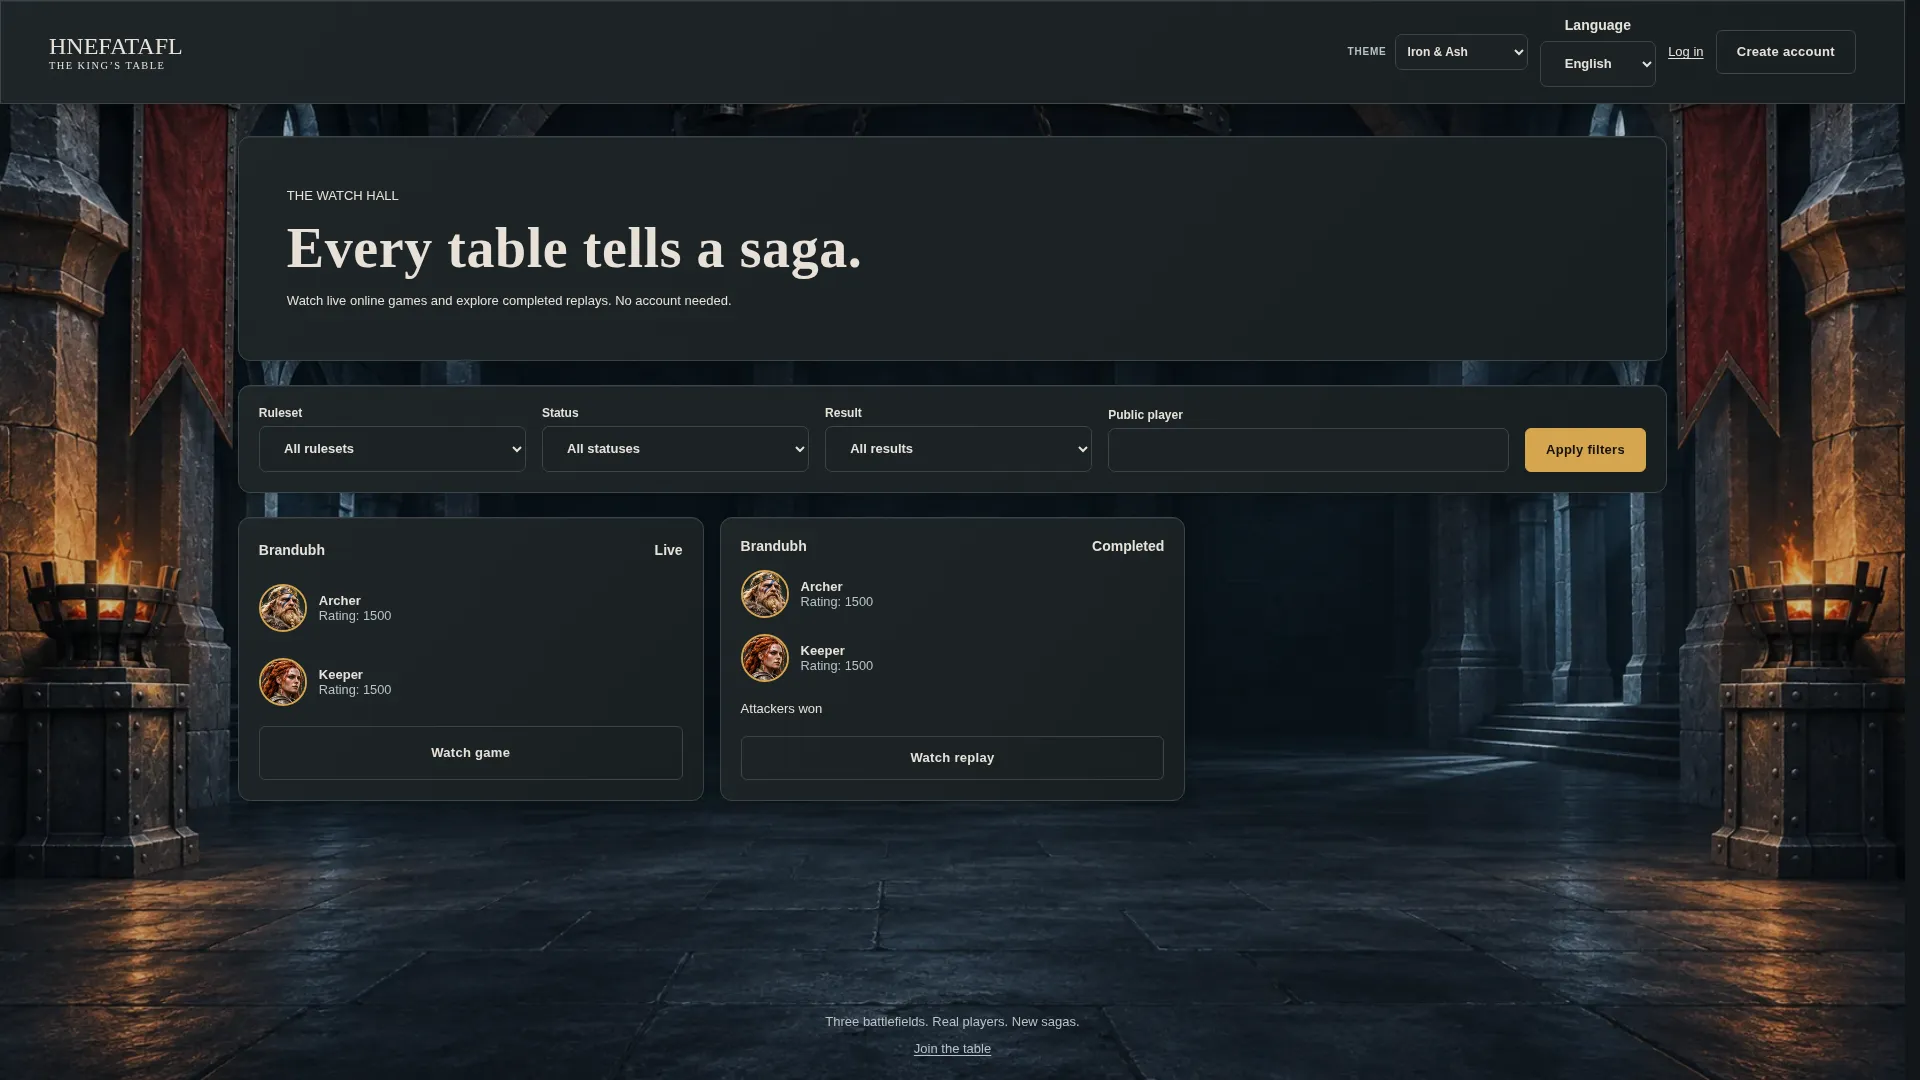 HNEFATAFL
THE KING'S TABLE
THEME
Iron & Ash
Language
English
Log in
Create account
THE WATCH HALL
Every table tells a saga.
Watch live online games and explore completed replays. No account needed.
Ruleset
All rulesets
Status
All statuses
Result
All results
Public player
Apply filters
Brandubh
Live
Archer
Rating: 1500
Keeper
Rating: 1500
Watch game
Brandubh
Completed
Archer
Rating: 1500
Keeper
Rating: 1500
Attackers won
Watch replay
Three battlefields. Real players. New sagas.
Join the table